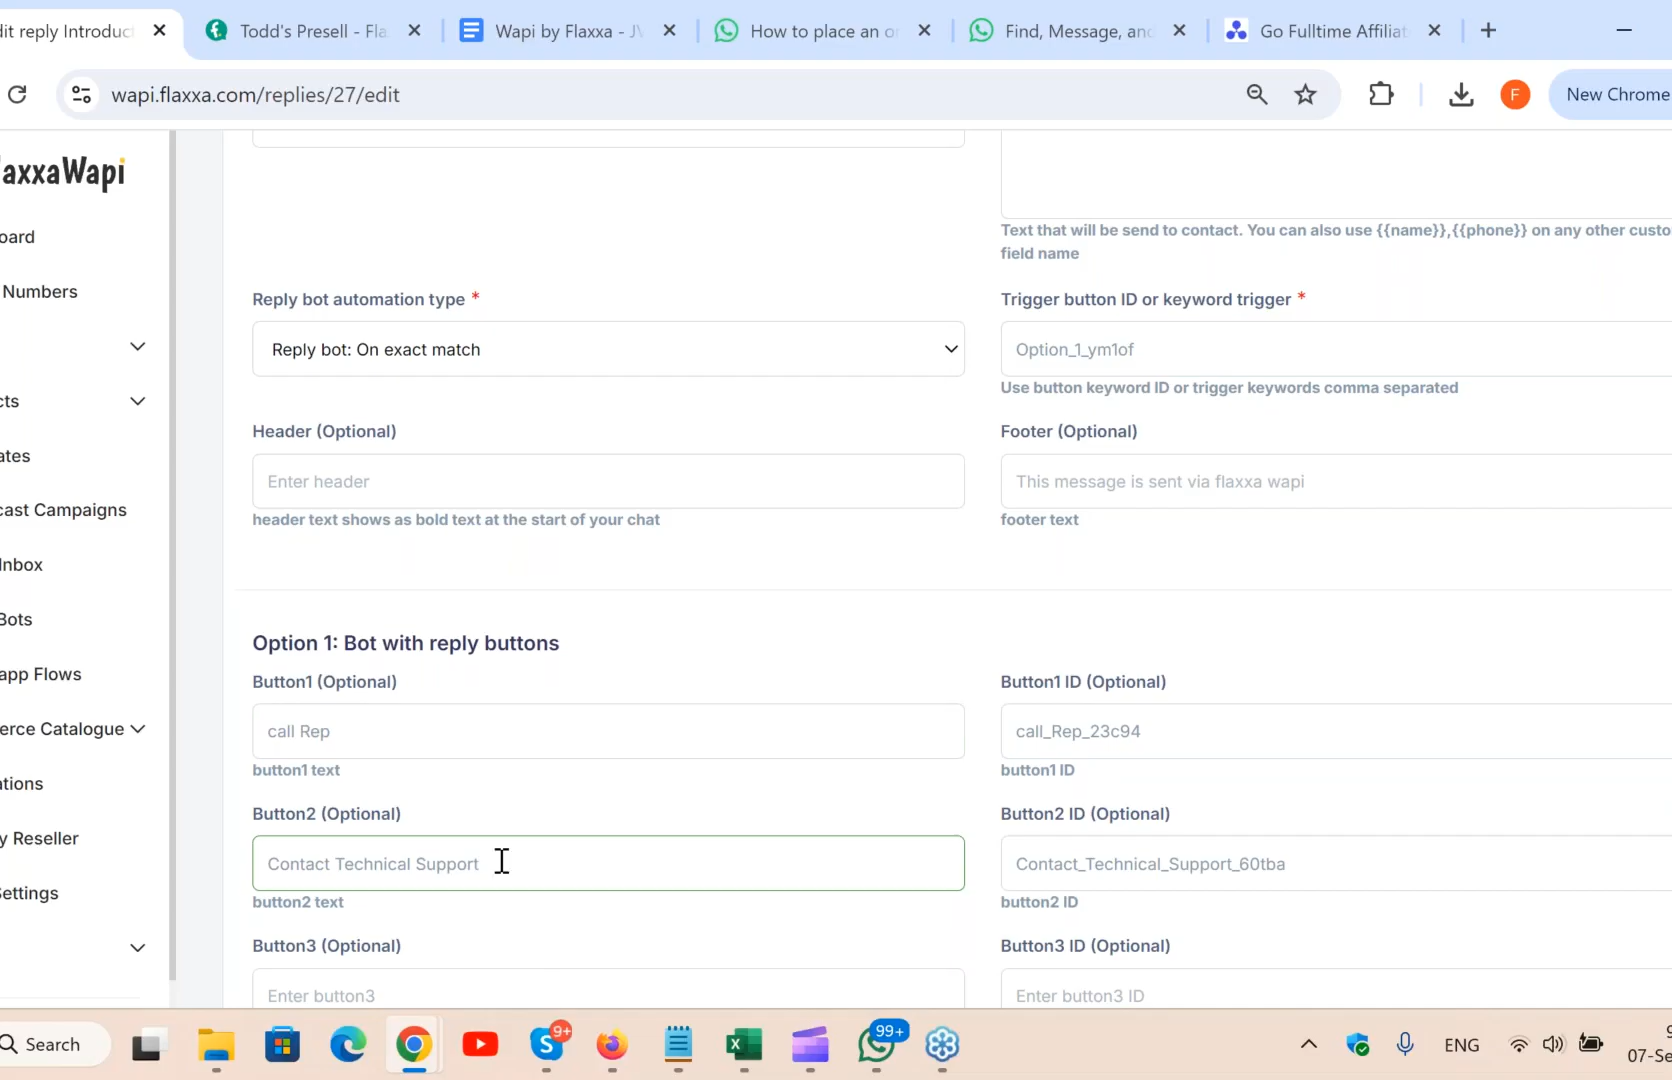 dit reply Introduct
Todd's Presell - Fla
Wapi by Flaxxa - JV
How to place an or
Find, Message, and
Go Fulltime Affiliat
wapi.flaxxa.com/replies/27/edit
F
New Chrome
axxaWapi
oard
Numbers
cts
ates
cast Campaigns
Inbox
Bots
app Flows
erce Catalogue
ations
y Reseller
Settings
Text that will be send to contact. You can also use {{name}},{{phone}} on any other custo
field name
Reply bot automation type *
Trigger button ID or keyword trigger *
Reply bot: On exact match
Option_1_ym1of
Use button keyword ID or trigger keywords comma separated
Header (Optional)
Footer (Optional)
Enter header
This message is sent via flaxxa wapi
header text shows as bold text at the start of your chat
footer text
Option 1: Bot with reply buttons
Button1 (Optional)
Button1 ID (Optional)
call Rep
call_Rep_23c94
button1 text
button1 ID
Button2 (Optional)
Button2 ID (Optional)
Contact Technical Support
Contact_Technical_Support_60tba
button2 text
button2 ID
Button3 (Optional)
Button3 ID (Optional)
Enter button3
Enter button3 ID
Search
9+
99+
ENG
9
07-Se